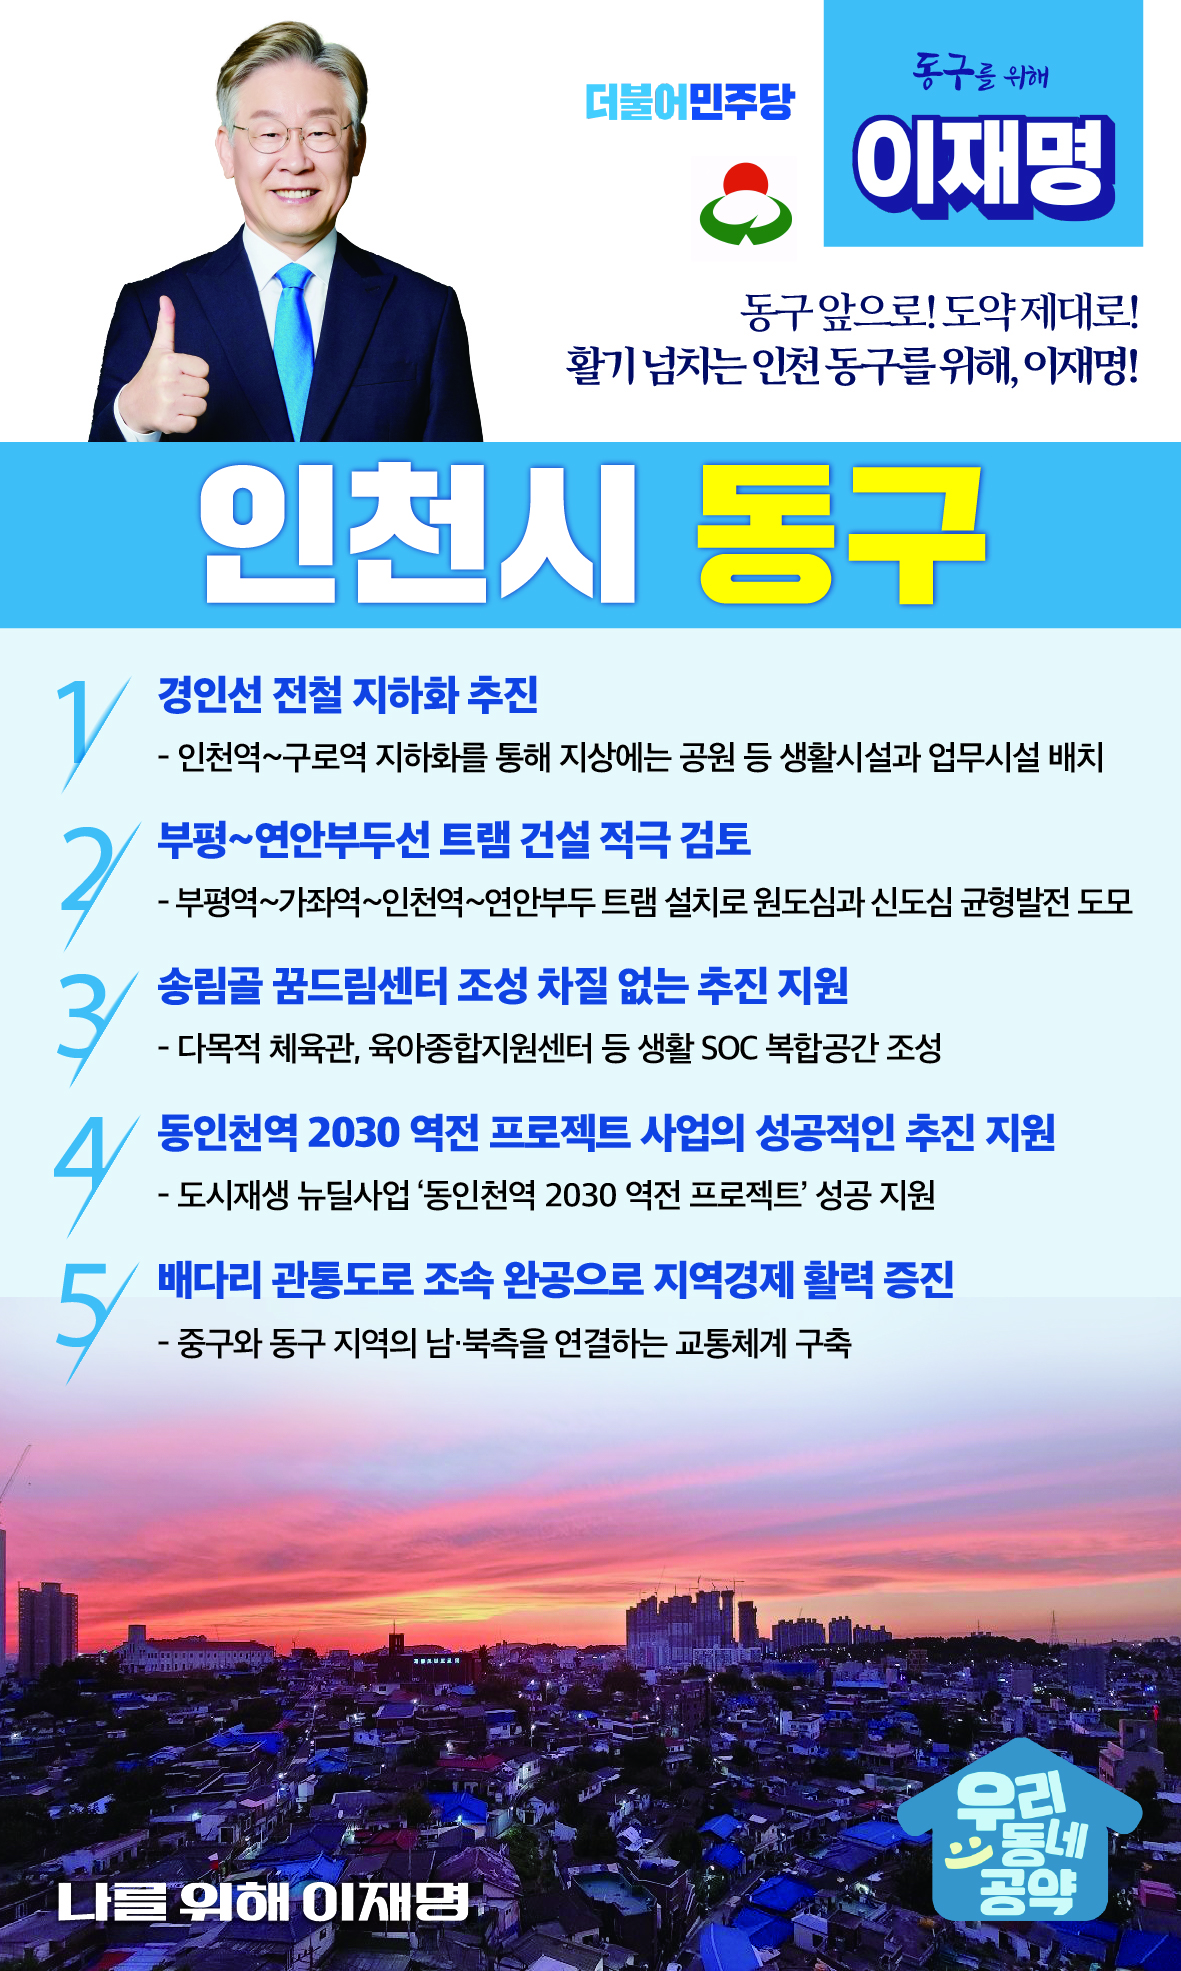 더불어민주당
동구를 위해
이재명
동구 앞으로! 도약 제대로!
활기 넘치는 인천 동구를 위해, 이재명!
인천시 동구
1 경인선 전철 지하화 추진
- 인천역~구로역 지하화를 통해 지상에는 공원 등 생활시설과 업무시설 배치
2 부평~연안부두선 트램 건설 적극 검토
- 부평역~가좌역~인천역~연안부두 트램 설치로 원도심과 신도심 균형발전 도모
3 송림골 꿈드림센터 조성 차질 없는 추진 지원
- 다목적 체육관, 육아종합지원센터 등 생활 SOC 복합공간 조성
4 동인천역 2030 역전 프로젝트 사업의 성공적인 추진 지원
- 도시재생 뉴딜사업 ‘동인천역 2030 역전 프로젝트’ 성공 지원
5 배다리 관통도로 조속 완공으로 지역경제 활력 증진
- 중구와 동구 지역의 남·북측을 연결하는 교통체계 구축
우리
동네
공약
나를 위해 이재명